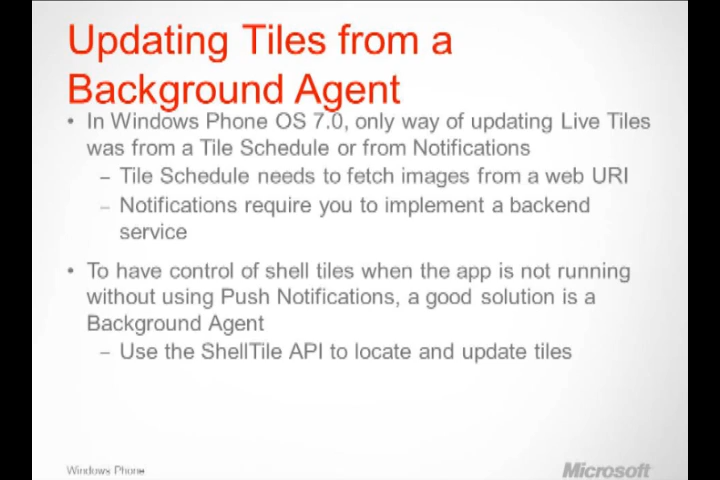 Updating Tiles from a
Background Agent
• In Windows Phone OS 7.0, only way of updating Live Tiles
was from a Tile Schedule or from Notifications
– Tile Schedule needs to fetch images from a web URI
– Notifications require you to implement a backend
service
• To have control of shell tiles when the app is not running
without using Push Notifications, a good solution is a
Background Agent
– Use the ShellTile API to locate and update tiles
Windows Phone
Microsoft